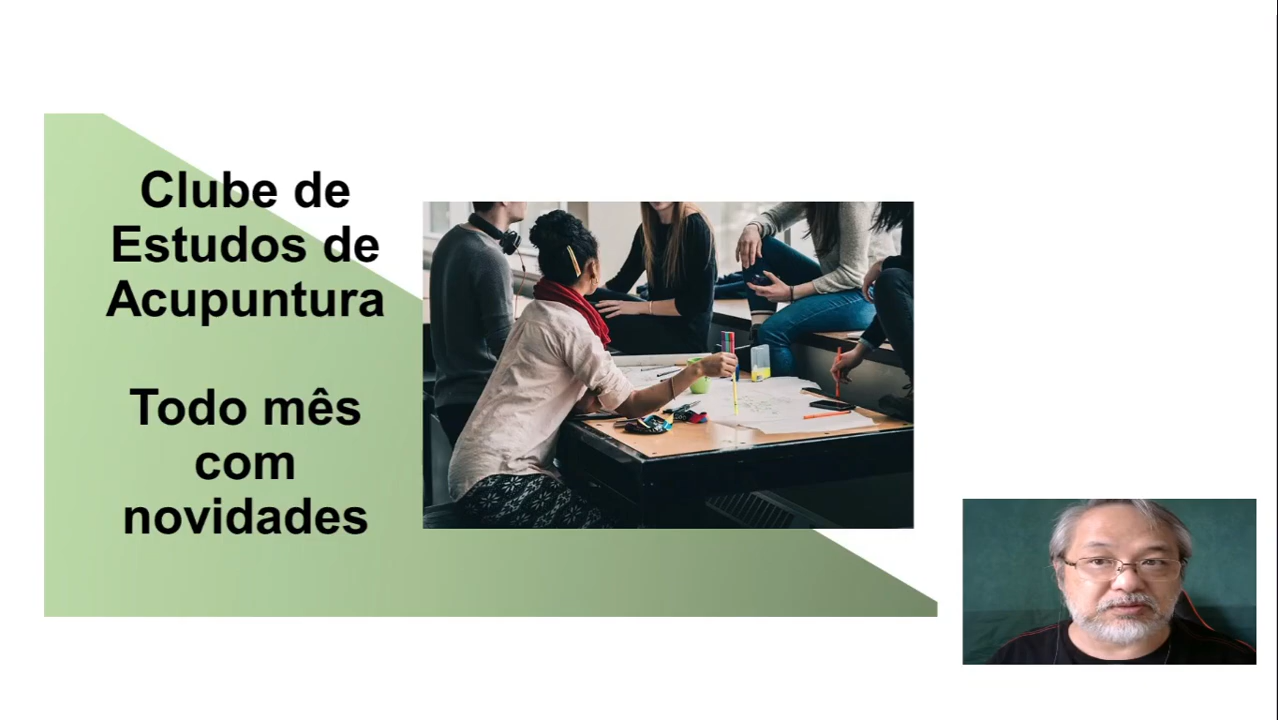 Clube de
Estudos de
Acupuntura
Todo mês
com
novidades